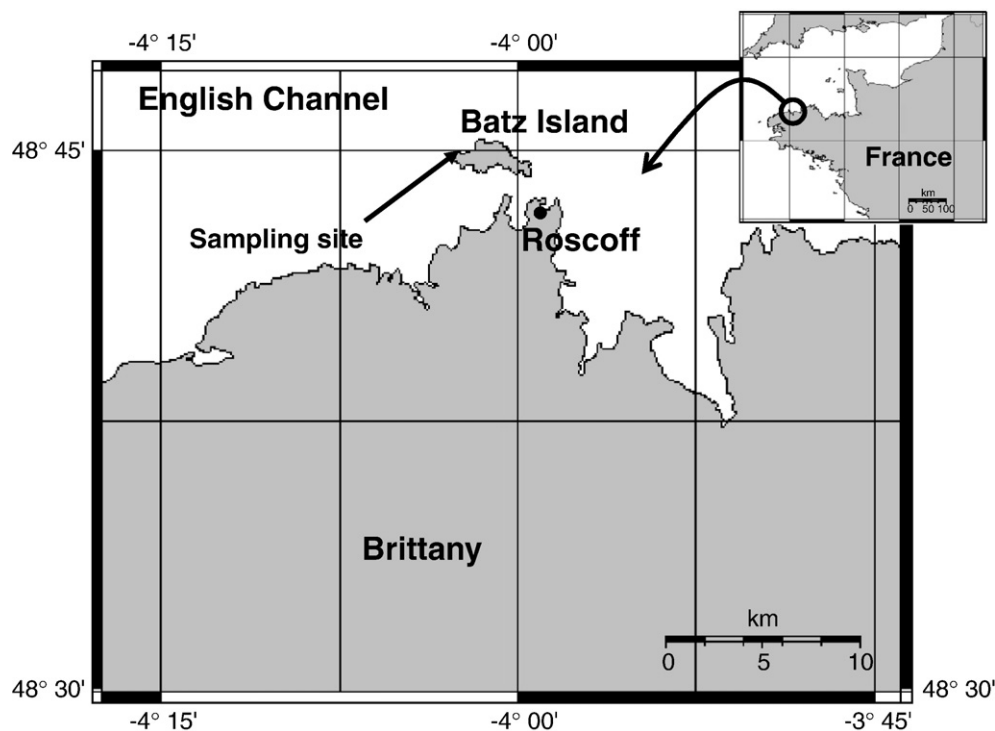 -4° 15'
-4° 00'
English Channel
Batz Island
48° 45'
France
km
0 50 100
Sampling site
Roscoff
Brittany
km
0 5 10
48° 30'
48° 30'
-4° 15'
-4° 00'
-3° 45'